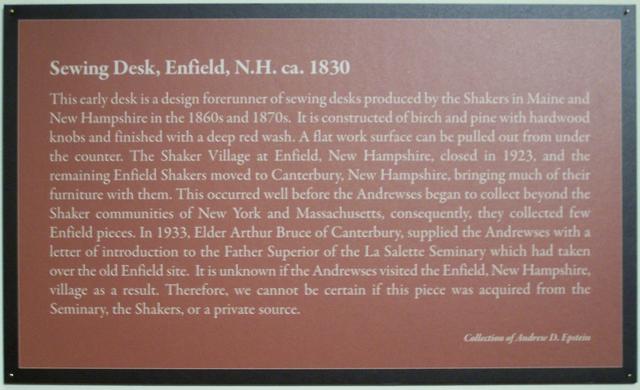 Sewing Desk, Enfield, N.H. ca. 1830
This early desk is a design forerunner of sewing desks produced by the Shakers in Maine and
New Hampshire in the 1860s and 1870s. It is constructed of birch and pine with hardwood
knobs and finished with a deep red wash. A flat work surface can be pulled out from under
the counter. The Shaker Village at Enfield, New Hampshire, closed in 1923, and the
remaining Enfield Shakers moved to Canterbury, New Hampshire, bringing much of their
furniture with them. This occurred well before the Andrewses began to collect beyond the
Shaker communities of New York and Massachusetts, consequently, they collected few
Enfield pieces. In 1933, Elder Arthur Bruce of Canterbury, supplied the Andrewses with a
letter of introduction to the Father Superior of the La Salette Seminary which had taken
over the old Enfield site. It is unknown if the Andrewses visited the Enfield, New Hampshire,
village as a result. Therefore, we cannot be certain if this piece was acquired from the
Seminary, the Shakers, or a private source.
Collection of Andrew D. Epstein